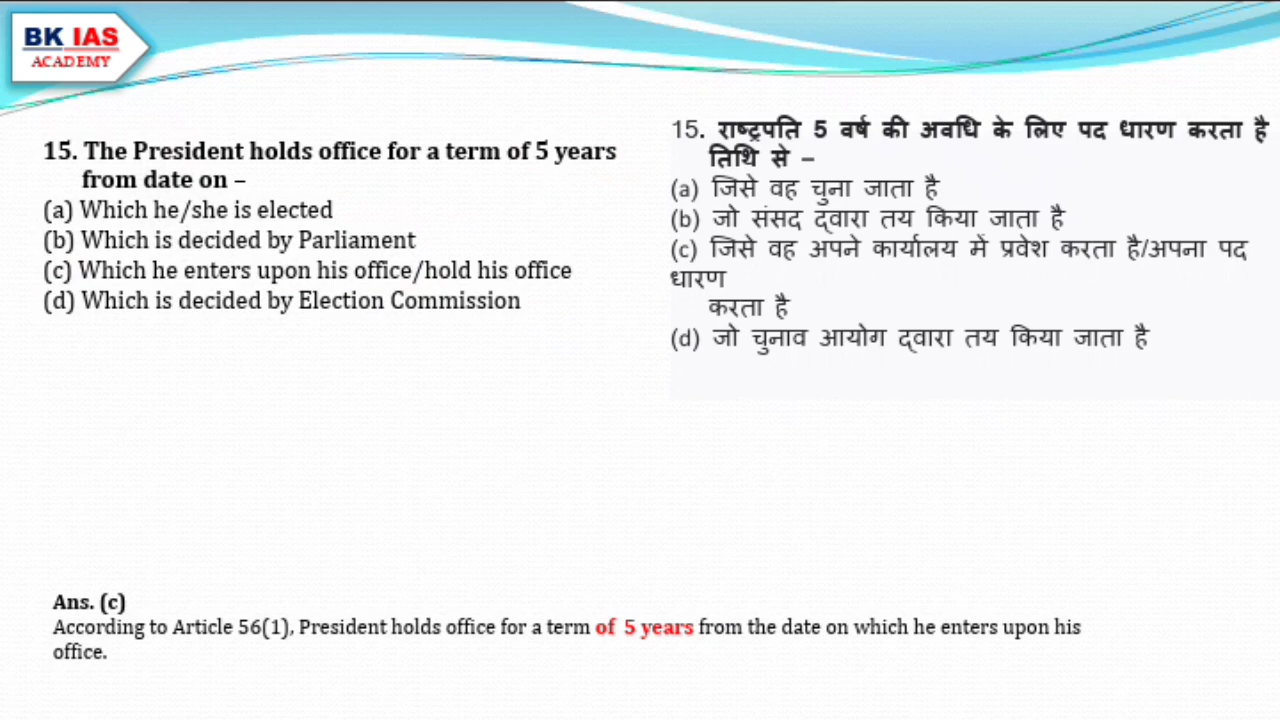 BK IAS
ACADEMY
15. The President holds office for a term of 5 years
from date on –
(a) Which he/she is elected
(b) Which is decided by Parliament
(c) Which he enters upon his office/hold his office
(d) Which is decided by Election Commission
15. राष्ट्रपति 5 वर्ष की अवधि के लिए पद धारण करता है
तिथि से –
(a) जिसे वह चुना जाता है
(b) जो संसद द्वारा तय किया जाता है
(c) जिसे वह अपने कार्यालय में प्रवेश करता है/अपना पद
धारण
करता है
(d) जो चुनाव आयोग द्वारा तय किया जाता है
Ans. (c)
According to Article 56(1), President holds office for a term of 5 years from the date on which he enters upon his
office.